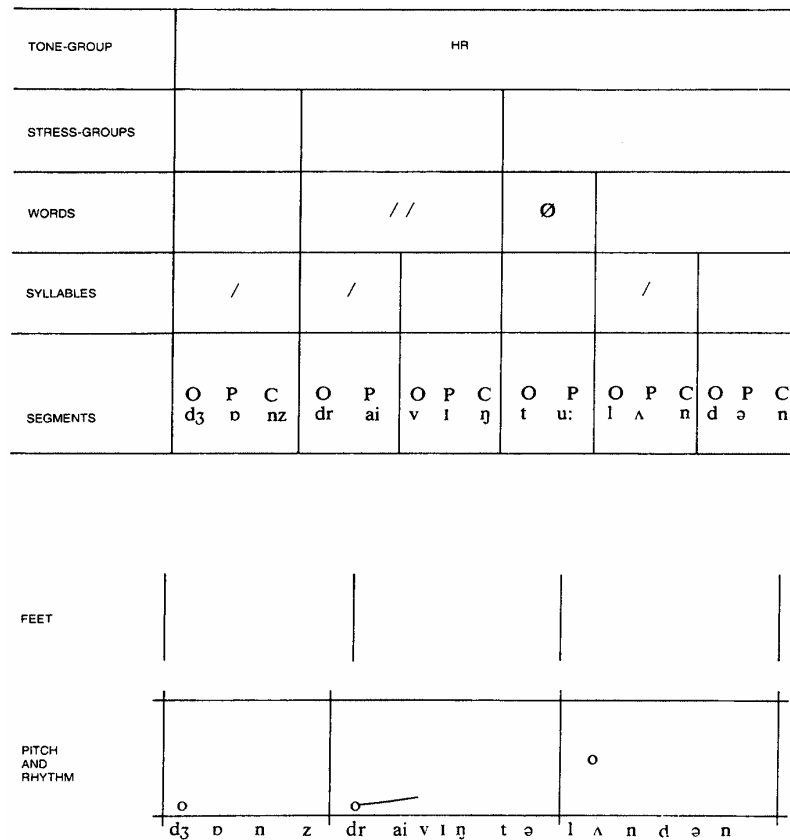 TONE-GROUP HR
STRESS-GROUPS
WORDS // Ø
SYLLABLES / / /
O P C O P O P C O P O P C O P C
SEGMENTS dʒ ɒ nz dr ai v ɪ ŋ t u: l ʌ n d ə n
FEET
PITCH
AND
RHYTHM
dʒ ɒ n z dr ai v ɪ ŋ t ə l ʌ n d ə n